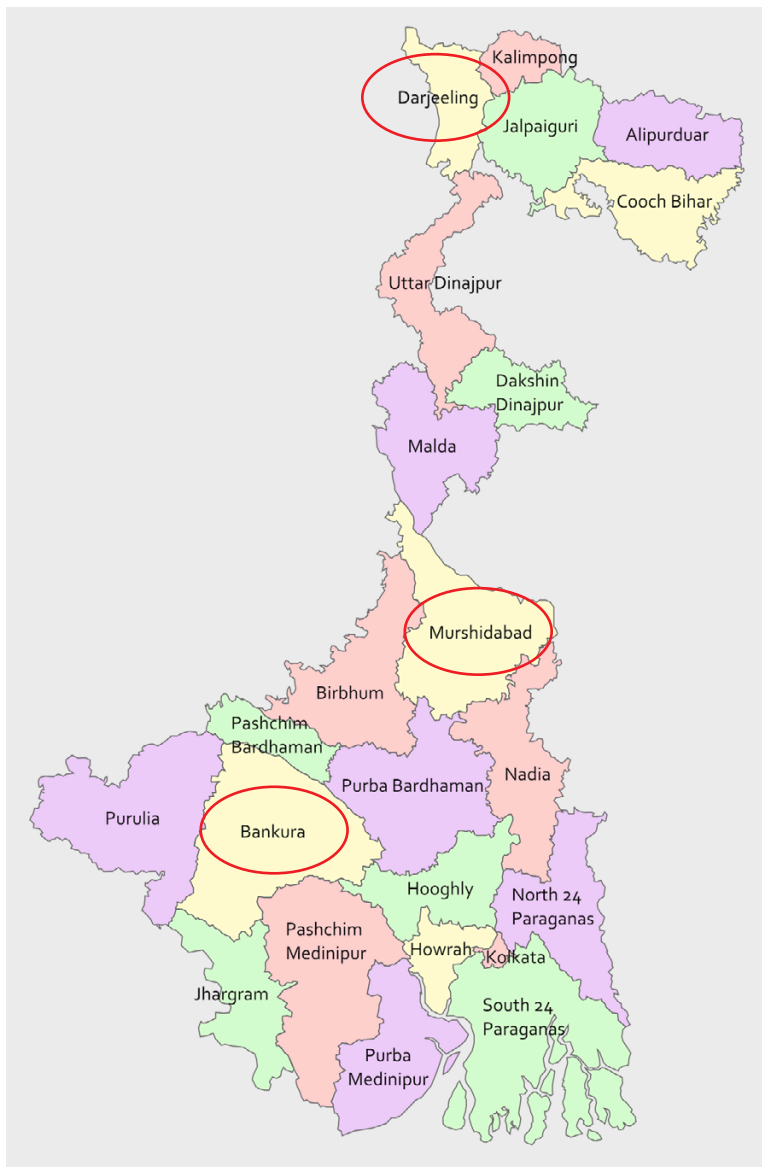 Kalimpong
Darjeeling
Jalpaiguri
Alipurduar
Cooch Bihar
Uttar Dinajpur
Dakshin
Dinajpur
Malda
Murshidabad
Birbhum
Pashchim
Bardhaman
Nadia
Purba Bardhaman
Purulia
Bankura
Hooghly
North 24
Paraganas
Pashchim
Medinipur
Howrah
Kolkata
Jhargram
South 24
Paraganas
Purba
Medinipur